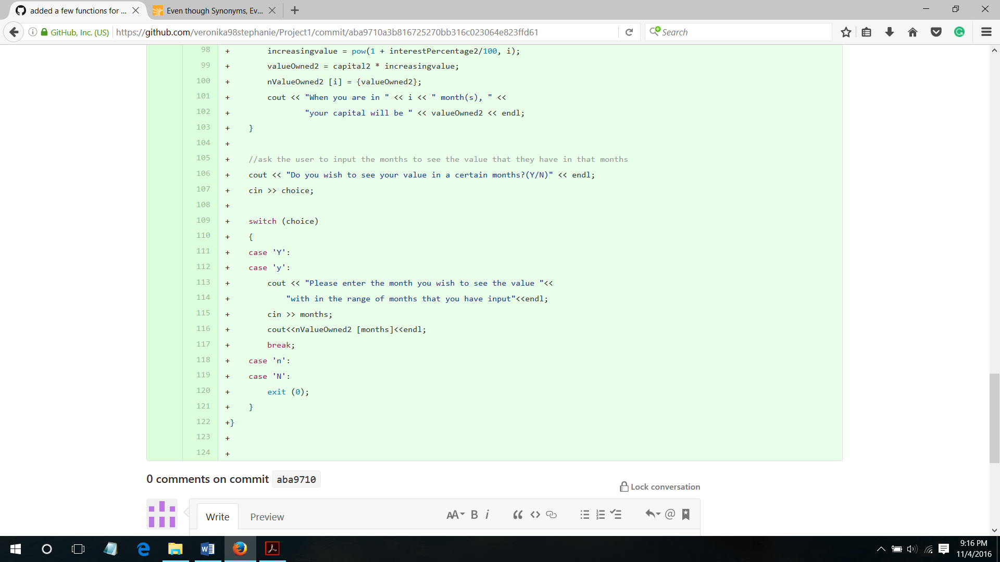 added a few functions for ...
Even though Synonyms, Ev...
GitHub, Inc. (US)
https://github.com/veronika98stephanie/Project1/commit/aba9710a3b816725270bb316c023064e823ffd61
Search
98 + increasingvalue = pow(1 + interestPercentage2/100, i);
99 + valueOwned2 = capital2 * increasingvalue;
100 + nValueOwned2 [i] = {valueOwned2};
101 + cout << "When you are in " << i << " month(s), " <<
102 + "your capital will be " << valueOwned2 << endl;
103 + }
104 +
105 + //ask the user to input the months to see the value that they have in that months
106 + cout << "Do you wish to see your value in a certain months?(Y/N)" << endl;
107 + cin >> choice;
108 +
109 + switch (choice)
110 + {
111 + case 'Y':
112 + case 'y':
113 + cout << "Please enter the month you wish to see the value "<<
114 + "with in the range of months that you have input"<<endl;
115 + cin >> months;
116 + cout<<nValueOwned2 [months]<<endl;
117 + break;
118 + case 'n':
119 + case 'N':
120 + exit (0);
121 + }
122 +}
123 +
124 +
0 comments on commit aba9710
Lock conversation
Write
Preview
AA B i
9:16 PM
11/4/2016